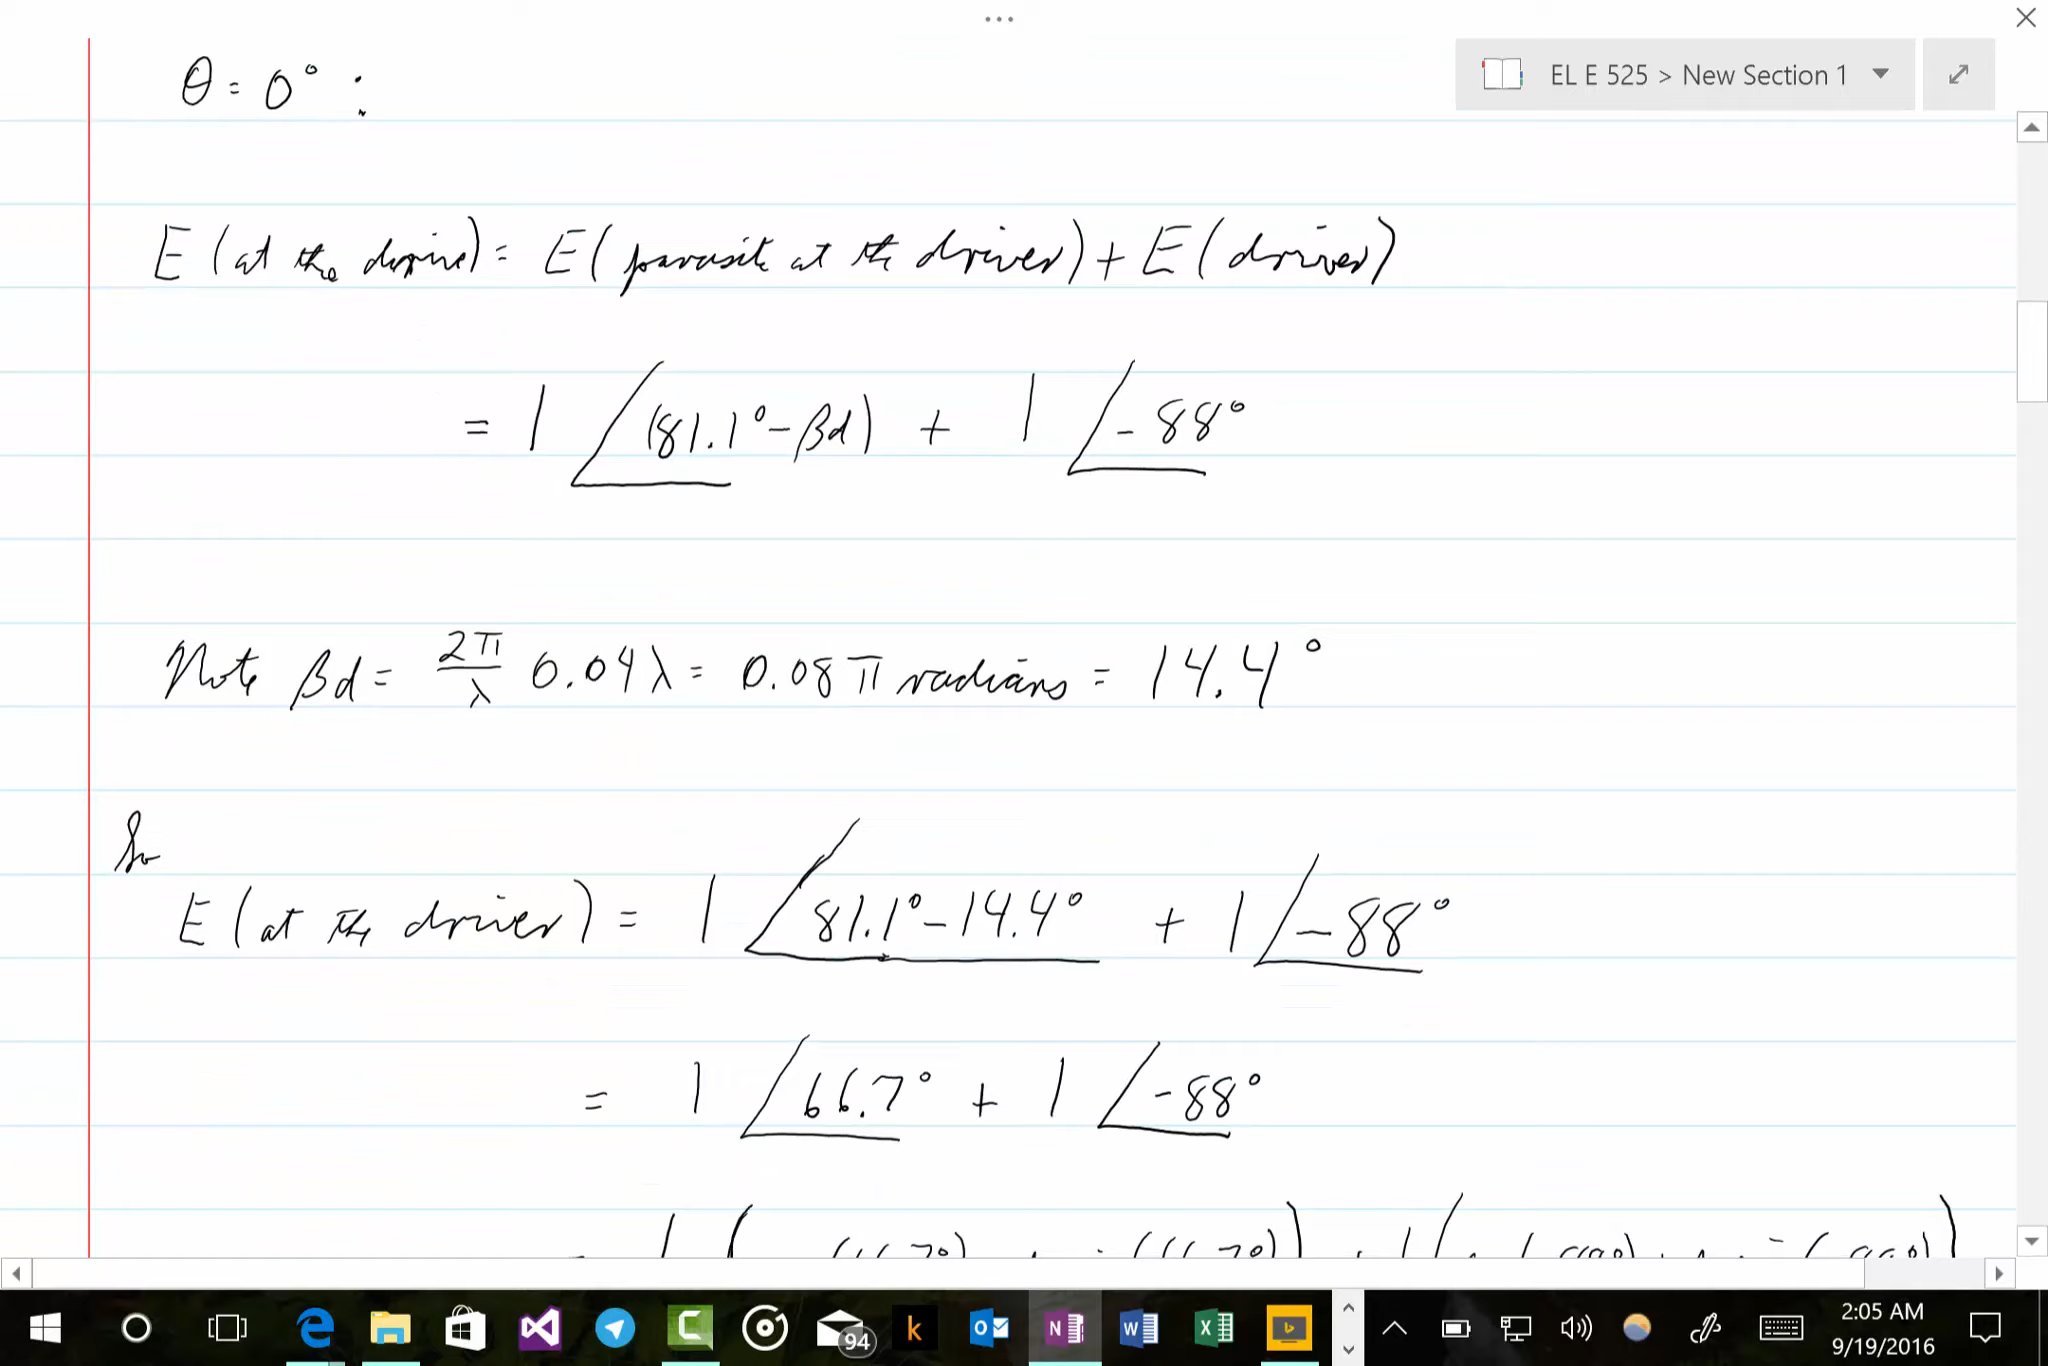 θ = 0° :
EL E 525 > New Section 1
E (at the drive) = E (parasite at the driver) + E (driver)
= 1 ∠(81.1° - βd) + 1 ∠-88°
Note βd = 2π/λ 0.04λ = 0.08π radians = 14.4°
So
E (at the driver) = 1 ∠81.1° - 14.4° + 1 ∠-88°
= 1 ∠66.7° + 1 ∠-88°
94
2:05 AM
9/19/2016